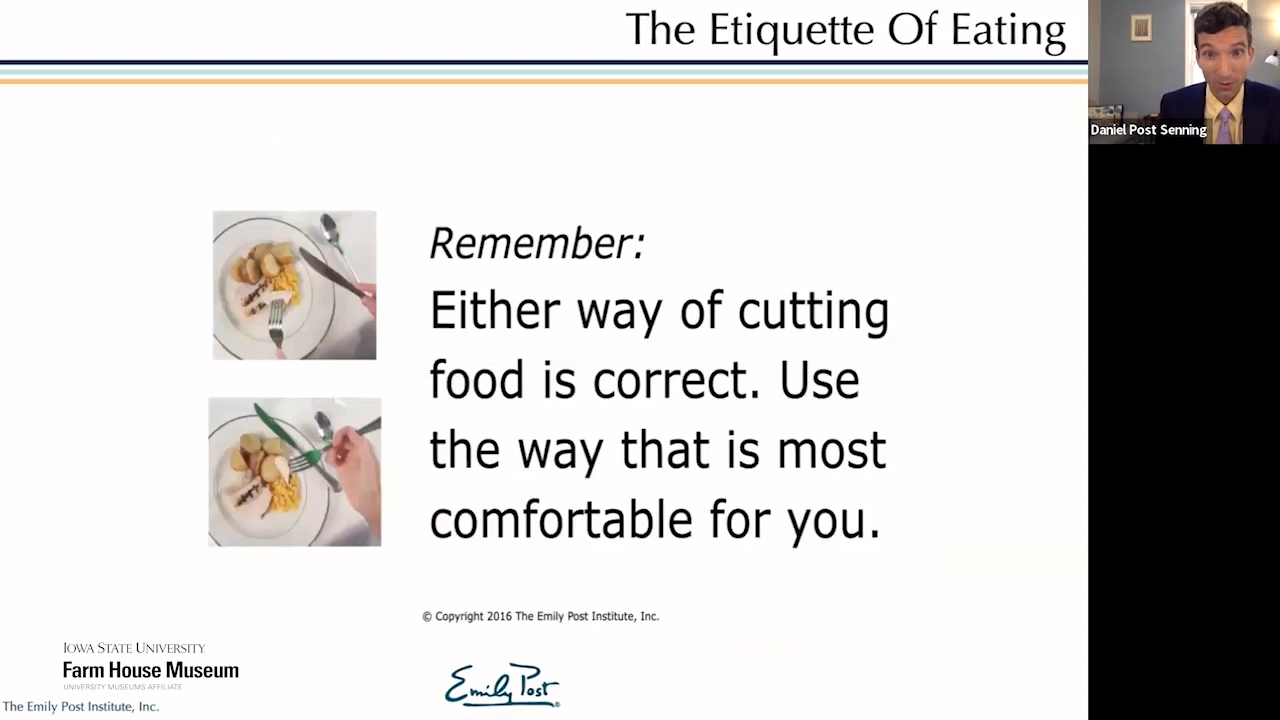 The Etiquette Of Eating
Daniel Post Senning
Remember:
Either way of cutting
food is correct. Use
the way that is most
comfortable for you.
© Copyright 2016 The Emily Post Institute, Inc.
IOWA STATE UNIVERSITY
Farm House Museum
UNIVERSITY MUSEUMS AFFILIATE
Emily Post®
The Emily Post Institute, Inc.